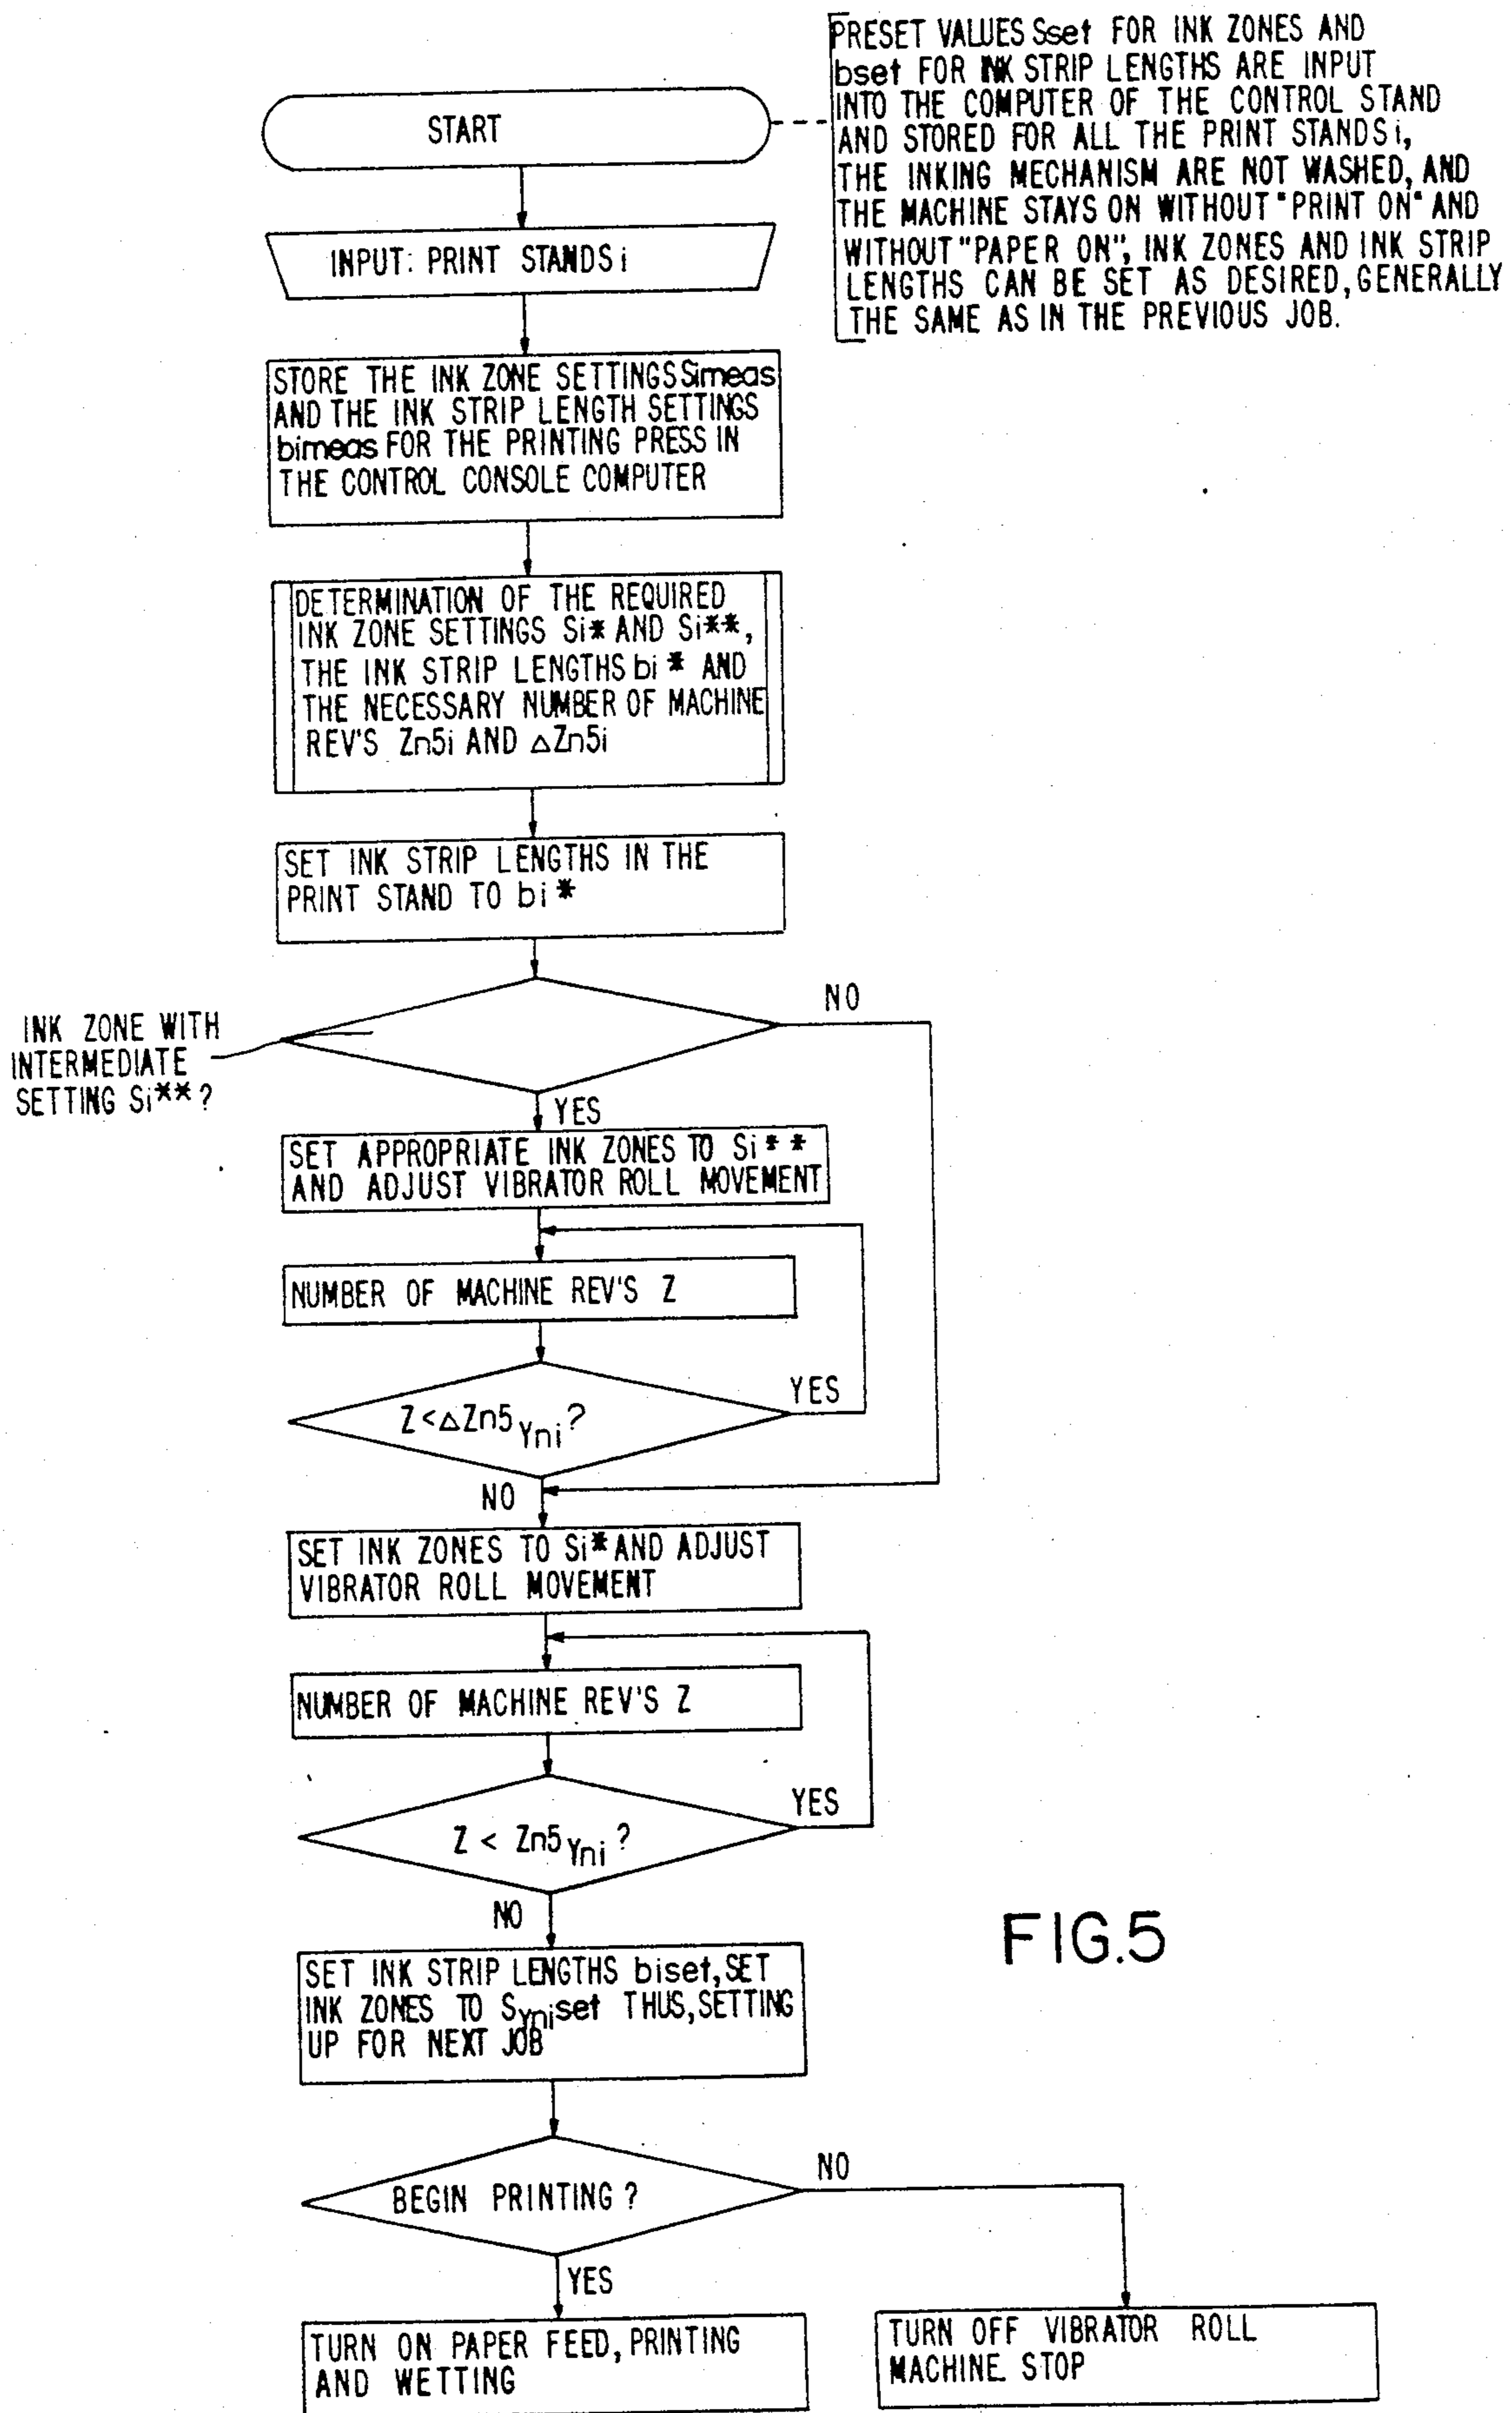 START
PRESET VALUES Sset FOR INK ZONES AND
bset FOR INK STRIP LENGTHS ARE INPUT
INTO THE COMPUTER OF THE CONTROL STAND
AND STORED FOR ALL THE PRINT STANDS i,
THE INKING MECHANISM ARE NOT WASHED, AND
THE MACHINE STAYS ON WITHOUT "PRINT ON" AND
WITHOUT "PAPER ON", INK ZONES AND INK STRIP
LENGTHS CAN BE SET AS DESIRED, GENERALLY
THE SAME AS IN THE PREVIOUS JOB.
INPUT: PRINT STANDS i
STORE THE INK ZONE SETTINGS Simeas
AND THE INK STRIP LENGTH SETTINGS
bimeas FOR THE PRINTING PRESS IN
THE CONTROL CONSOLE COMPUTER
DETERMINATION OF THE REQUIRED
INK ZONE SETTINGS Si* AND Si**,
THE INK STRIP LENGTHS bi* AND
THE NECESSARY NUMBER OF MACHINE
REV'S Zn5i AND △Zn5i
SET INK STRIP LENGTHS IN THE
PRINT STAND TO bi*
INK ZONE WITH
INTERMEDIATE
SETTING Si**?
NO
YES
SET APPROPRIATE INK ZONES TO Si**
AND ADJUST VIBRATOR ROLL MOVEMENT
NUMBER OF MACHINE REV'S Z
Z<△Zn5Yni?
YES
NO
SET INK ZONES TO Si* AND ADJUST
VIBRATOR ROLL MOVEMENT
NUMBER OF MACHINE REV'S Z
Z < Zn5Yni?
YES
NO
SET INK STRIP LENGTHS biset, SET
INK ZONES TO Syniset THUS, SETTING
UP FOR NEXT JOB
FIG.5
BEGIN PRINTING?
NO
YES
TURN ON PAPER FEED, PRINTING
AND WETTING
TURN OFF VIBRATOR ROLL
MACHINE STOP